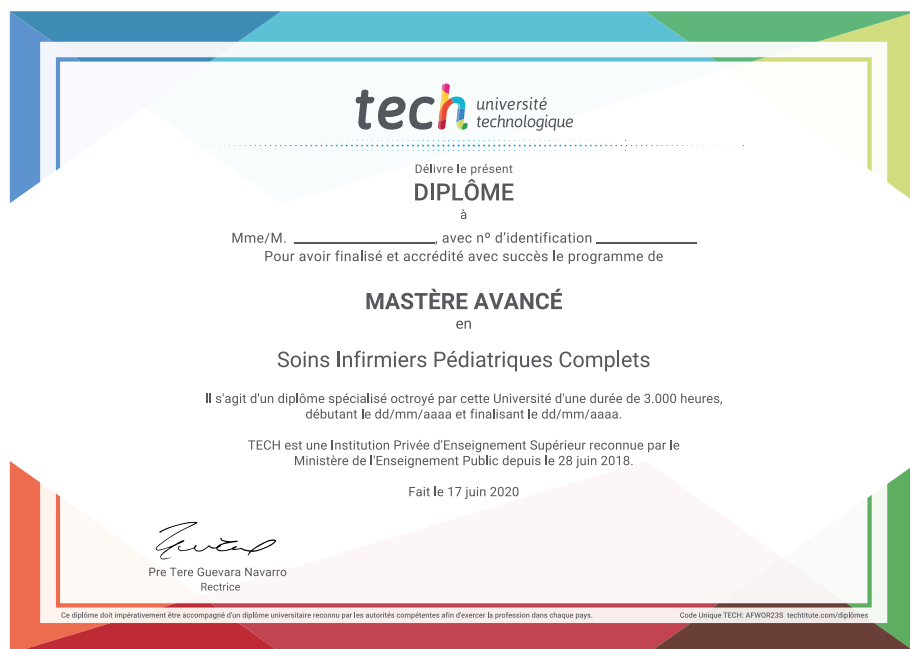 tech université
technologique
Délivre le présent
DIPLÔME
à
Mme/M. ____________________, avec nº d'identification ______________
Pour avoir finalisé et accrédité avec succès le programme de
MASTÈRE AVANCÉ
en
Soins Infirmiers Pédiatriques Complets
Il s'agit d'un diplôme spécialisé octroyé par cette Université d'une durée de 3.000 heures,
débutant le dd/mm/aaaa et finalisant le dd/mm/aaaa.
TECH est une Institution Privée d'Enseignement Supérieur reconnue par le
Ministère de l'Enseignement Public depuis le 28 juin 2018.
Fait le 17 juin 2020
Pre Tere Guevara Navarro
Rectrice
Ce diplôme doit impérativement être accompagné d'un diplôme universitaire reconnu par les autorités compétentes afin d'exercer la profession dans chaque pays. Code Unique TECH: AFWOR23S techtitute.com/diplômes